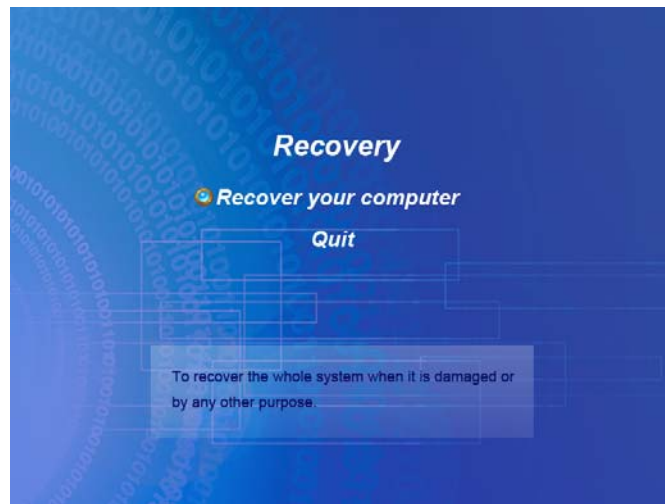 Recovery
Recover your computer
Quit
To recover the whole system when it is damaged or
by any other purpose.